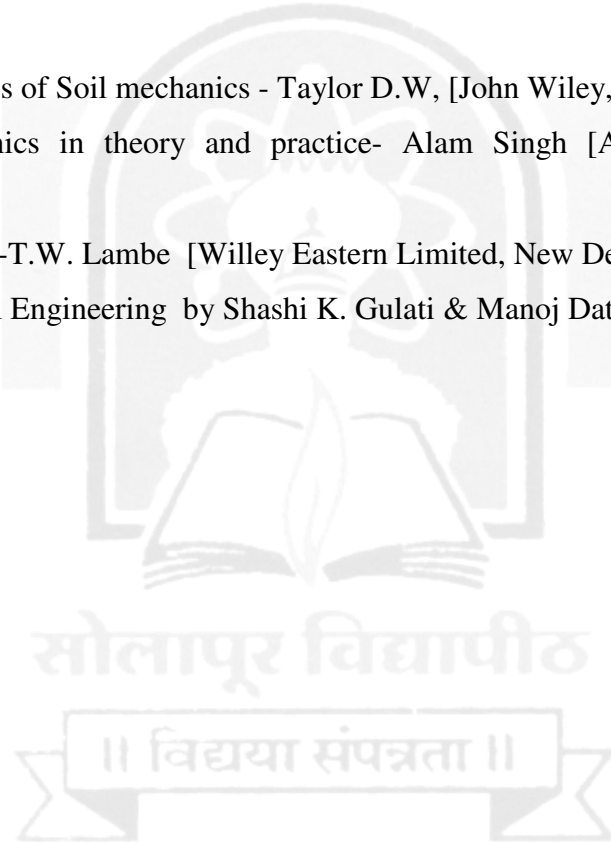 s of Soil mechanics - Taylor D.W, [John Wiley,
nics in theory and practice- Alam Singh [A
-T.W. Lambe [Willey Eastern Limited, New De
Engineering by Shashi K. Gulati & Manoj Dat
सोलापूर विद्यापीठ
॥ विद्यया संपन्नता ॥